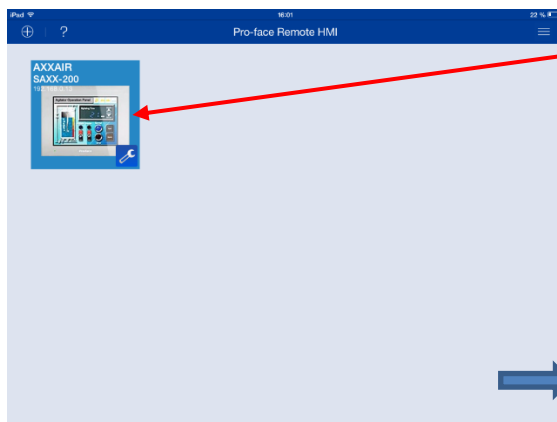 iPad
16:01
22 %
?
Pro-face Remote HMI
AXXAIR
SAXX-200